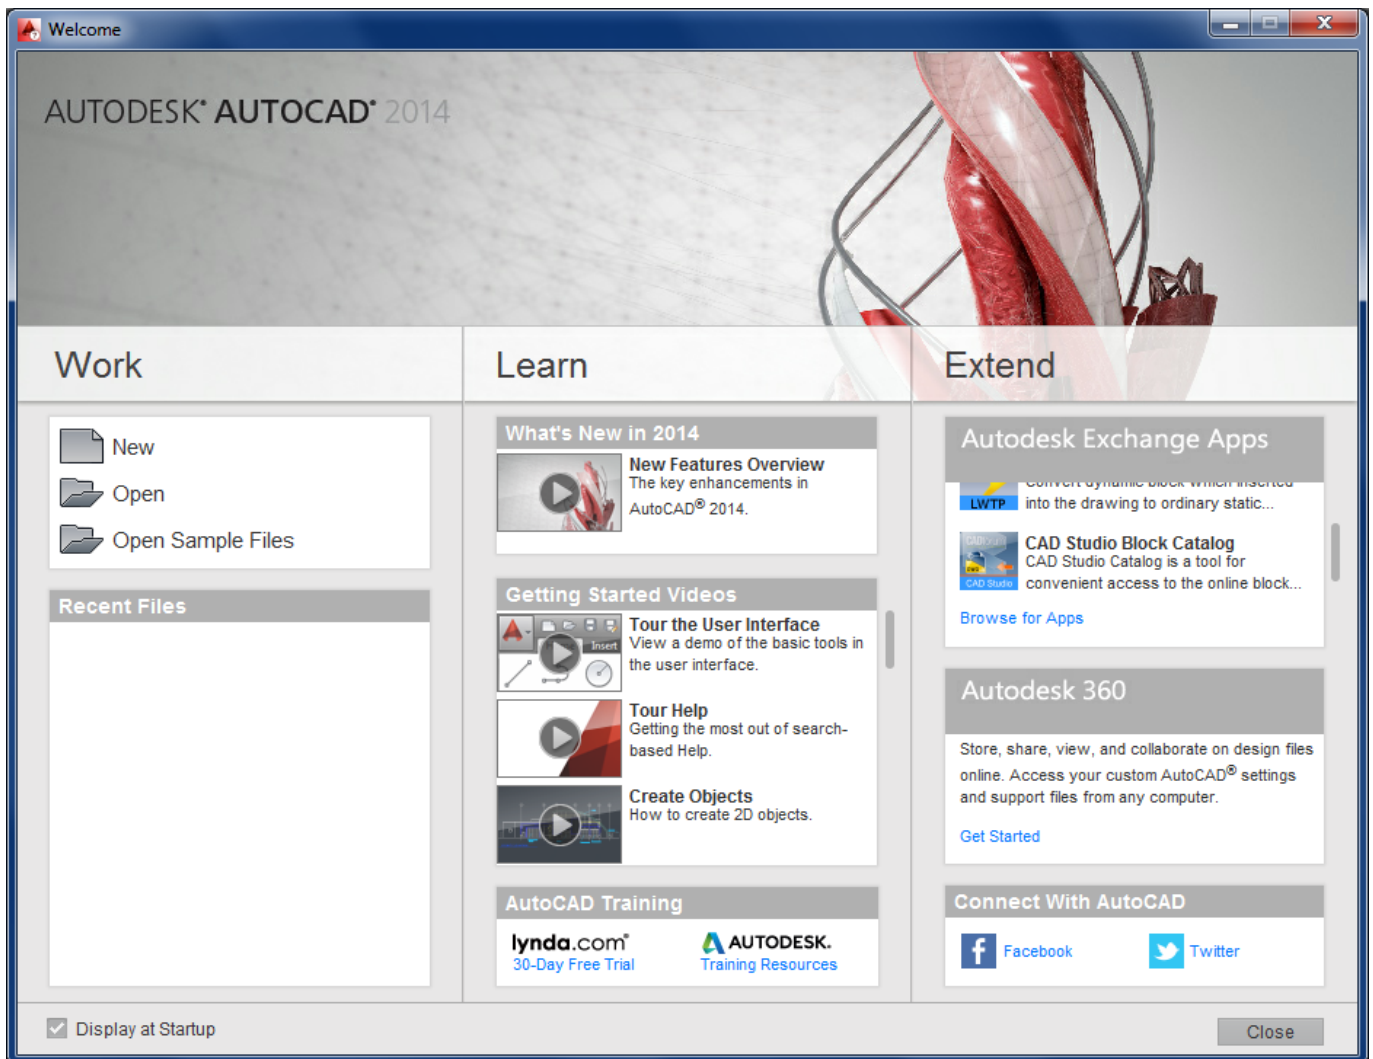 Welcome
AUTODESK® AUTOCAD® 2014
Work
New
Open
Open Sample Files
Recent Files
Learn
What's New in 2014
New Features Overview
The key enhancements in
AutoCAD® 2014.
Getting Started Videos
Insert
Tour the User Interface
View a demo of the basic tools in
the user interface.
Tour Help
Getting the most out of search-
based Help.
Create Objects
How to create 2D objects.
AutoCAD Training
lynda.com®
30-Day Free Trial
AUTODESK.
Training Resources
Extend
Autodesk Exchange Apps
Convert dynamic block which inserted
LWTP
into the drawing to ordinary static...
CAD Studio
CAD Studio Block Catalog
CAD Studio Catalog is a tool for
convenient access to the online block...
Browse for Apps
Autodesk 360
Store, share, view, and collaborate on design files
online. Access your custom AutoCAD® settings
and support files from any computer.
Get Started
Connect With AutoCAD
Facebook
Twitter
Display at Startup
Close